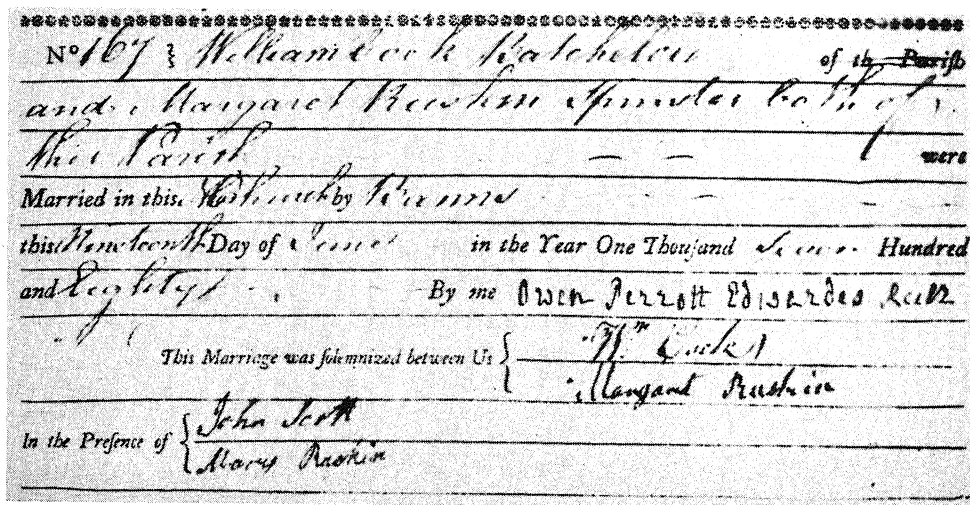 No 167 } William Cock Batchelor of the Parish
and Margaret Ruskin Spinster both of
this Parish — — were
Married in this Church by Banns
this Nineteenth Day of June in the Year One Thouſand Seven Hundred
and Eighty By me Owen Perrott Edwardes
This Marriage was ſolemnized between Us { Wm Cock
Margaret Ruskin
In the Preſence of { John Scott
Mary Ruskin